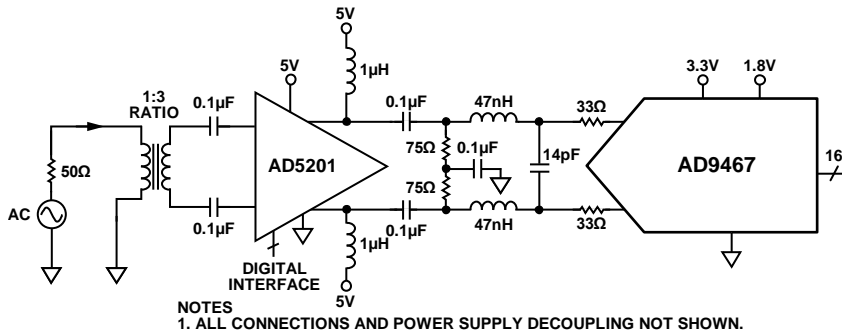 5V
5V
1µH
3.3V
1.8V
1:3
RATIO
0.1µF
0.1µF
47nH
33Ω
50Ω
AC
AD5201
75Ω
0.1µF
14pF
AD9467
16
75Ω
0.1µF
0.1µF
47nH
33Ω
1µH
DIGITAL
INTERFACE
5V
NOTES
1. ALL CONNECTIONS AND POWER SUPPLY DECOUPLING NOT SHOWN.